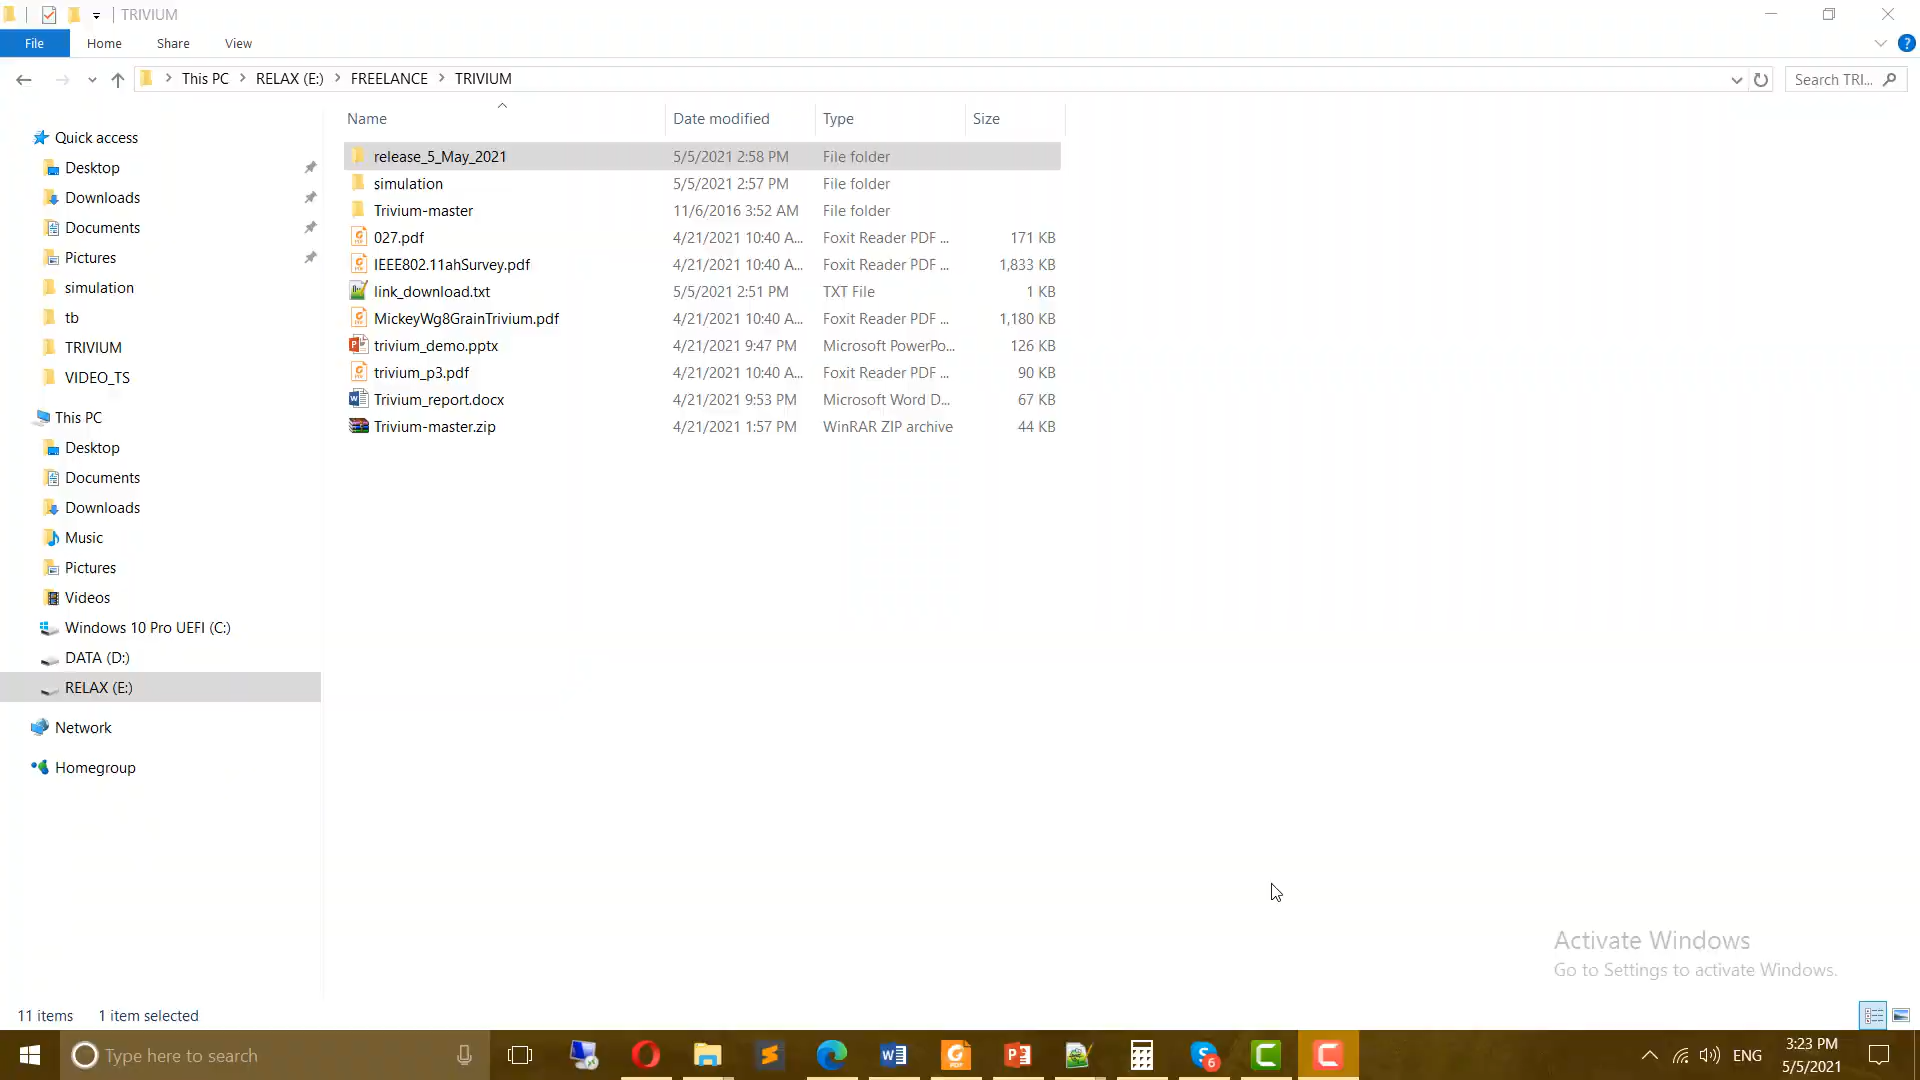 TRIVIUM
File Home Share View
This PC RELAX (E:) FREELANCE TRIVIUM
Search TRI...
Name Date modified Type Size
Quick access
Desktop
Downloads
Documents
Pictures
simulation
tb
TRIVIUM
VIDEO_TS
This PC
Desktop
Documents
Downloads
Music
Pictures
Videos
Windows 10 Pro UEFI (C:)
DATA (D:)
RELAX (E:)
Network
Homegroup
release_5_May_2021 5/5/2021 2:58 PM File folder
simulation 5/5/2021 2:57 PM File folder
Trivium-master 11/6/2016 3:52 AM File folder
027.pdf 4/21/2021 10:40 A... Foxit Reader PDF ... 171 KB
IEEE802.11ahSurvey.pdf 4/21/2021 10:40 A... Foxit Reader PDF ... 1,833 KB
link_download.txt 5/5/2021 2:51 PM TXT File 1 KB
MickeyWg8GrainTrivium.pdf 4/21/2021 10:40 A... Foxit Reader PDF ... 1,180 KB
trivium_demo.pptx 4/21/2021 9:47 PM Microsoft PowerPo... 126 KB
trivium_p3.pdf 4/21/2021 10:40 A... Foxit Reader PDF ... 90 KB
Trivium_report.docx 4/21/2021 9:53 PM Microsoft Word D... 67 KB
Trivium-master.zip 4/21/2021 1:57 PM WinRAR ZIP archive 44 KB
Activate Windows
Go to Settings to activate Windows.
11 items 1 item selected
Type here to search
6
ENG
3:23 PM
5/5/2021